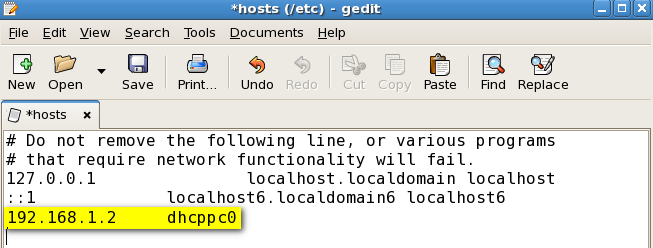 *hosts (/etc) - gedit
File Edit View Search Tools Documents Help
New Open Save Print... Undo Redo Cut Copy Paste Find Replace
*hosts
# Do not remove the following line, or various programs
# that require network functionality will fail.
127.0.0.1 localhost.localdomain localhost
::1 localhost6.localdomain6 localhost6
192.168.1.2 dhcppc0